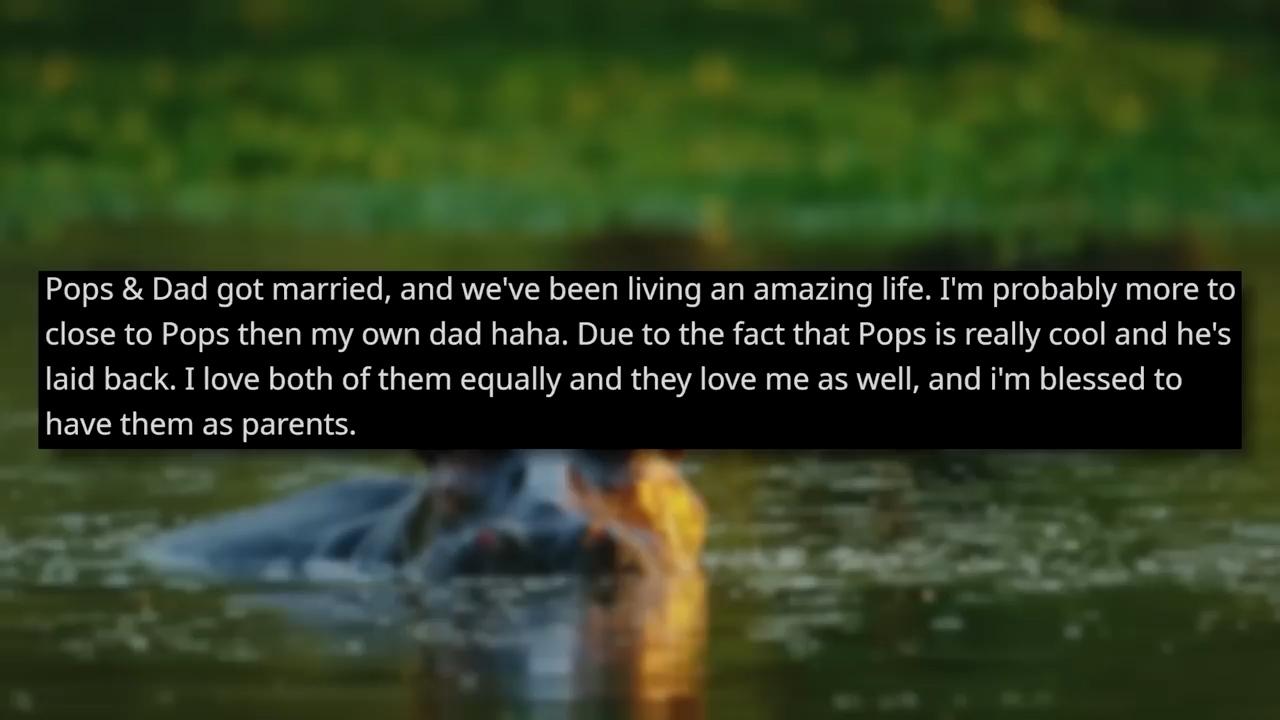 Pops & Dad got married, and we've been living an amazing life. I'm probably more to
close to Pops then my own dad haha. Due to the fact that Pops is really cool and he's
laid back. I love both of them equally and they love me as well, and i'm blessed to
have them as parents.